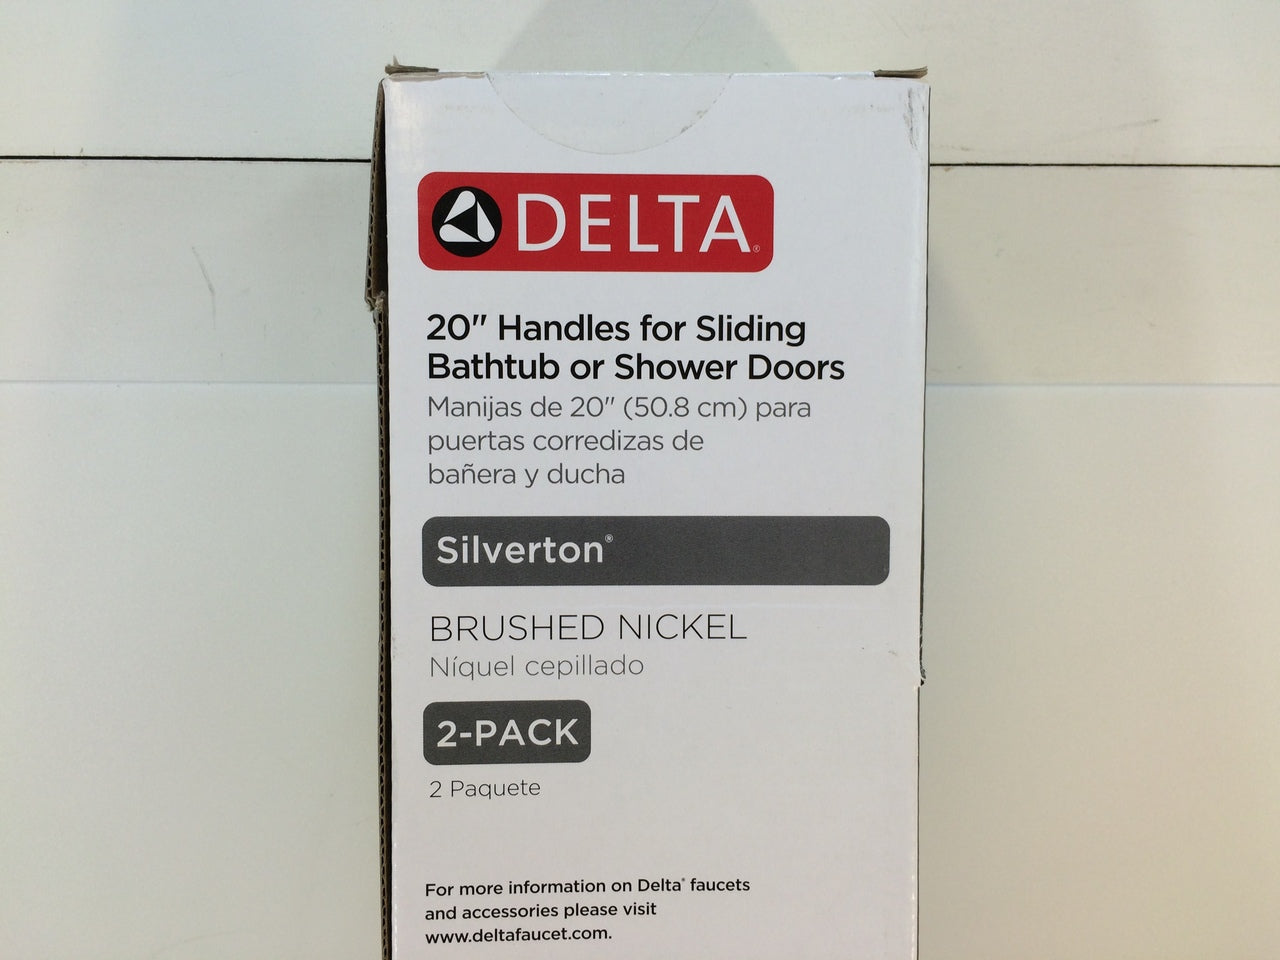 DELTA®
20" Handles for Sliding
Bathtub or Shower Doors
Manijas de 20" (50.8 cm) para
puertas corredizas de
bañera y ducha
Silverton®
BRUSHED NICKEL
Níquel cepillado
2-PACK
2 Paquete
For more information on Delta® faucets
and accessories please visit
www.deltafaucet.com.